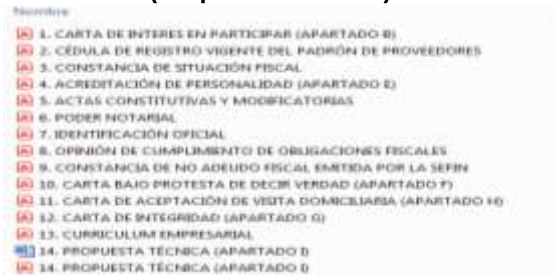 Nombre
1. CARTA DE INTERES EN PARTICIPAR (APARTADO B)
2. CÉDULA DE REGISTRO VIGENTE DEL PADRÓN DE PROVEEDORES
3. CONSTANCIA DE SITUACIÓN FISCAL
4. ACREDITACIÓN DE PERSONALIDAD (APARTADO E)
5. ACTAS CONSTITUTIVAS Y MODIFICATORIAS
6. PODER NOTARIAL
7. IDENTIFICACIÓN OFICIAL
8. OPINIÓN DE CUMPLIMIENTO DE OBLIGACIONES FISCALES
9. CONSTANCIA DE NO ADEUDO FISCAL EMITIDA POR LA SEFIN
10. CARTA BAJO PROTESTA DE DECIR VERDAD (APARTADO F)
11. CARTA DE ACEPTACIÓN DE VISITA DOMICILIARIA (APARTADO H)
12. CARTA DE INTEGRIDAD (APARTADO G)
13. CURRICULUM EMPRESARIAL
14. PROPUESTA TÉCNICA (APARTADO I)
14. PROPUESTA TÉCNICA (APARTADO I)